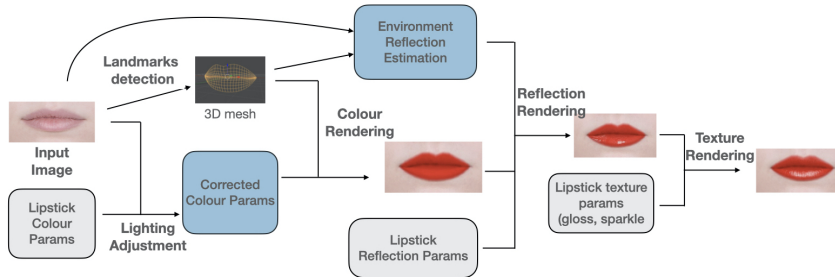 Environment
Reflection
Estimation
Landmarks
detection
3D mesh
Colour
Rendering
Reflection
Rendering
Texture
Rendering
Input
Image
Corrected
Colour Params
Lipstick
Colour
Params
Lighting
Adjustment
Lipstick
Reflection Params
Lipstick texture
params
(gloss, sparkle